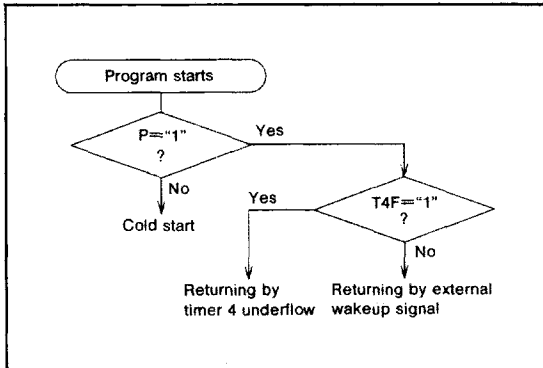 Program starts
P="1"
?
Yes
No
Cold start
T4F="1"
?
Yes
No
Returning by
timer 4 underflow
Returning by external
wakeup signal